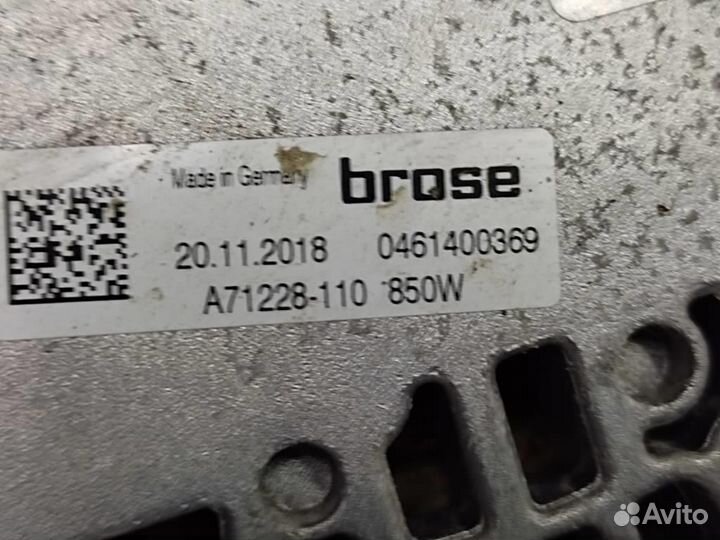 Made in Germany brose
20.11.2018 0461400369
A71228-110 850W
Avito